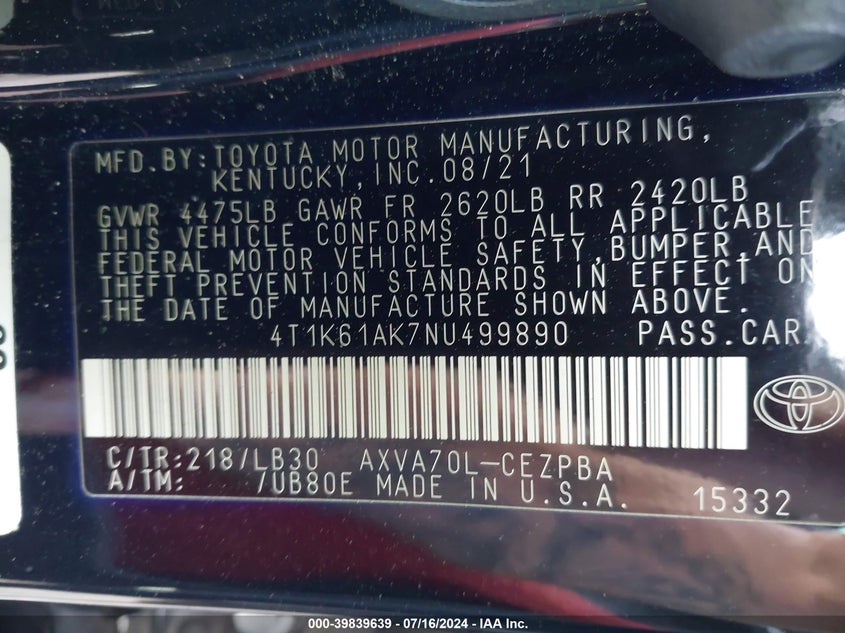 MFD.BY:TOYOTA MOTOR MANUFACTURING,
KENTUCKY,INC.08/21
GVWR 4475LB GAWR FR 2620LB RR 2420LB
THIS VEHICLE CONFORMS TO ALL APPLICABLE
FEDERAL MOTOR VEHICLE SAFETY,BUMPER,AND
THEFT PREVENTION STANDARDS IN EFFECT ON
THE DATE OF MANUFACTURE SHOWN ABOVE.
4T1K61AK7NU499890 PASS.CAR
C/TR:218/LB30 AXVA70L-CEZPBA
A/TM: /UB80E MADE IN U.S.A. 15332
000-39839639 / 07/16/2024 - IAA Inc.